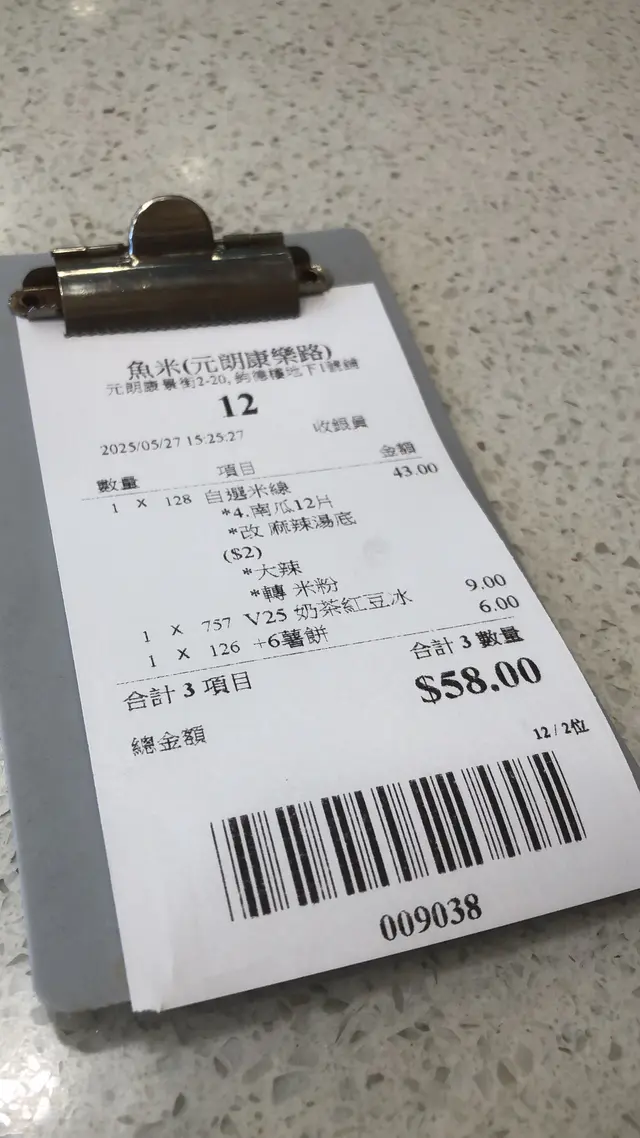 魚米(元朗康樂路)
元朗康景街2-20, 鈞德樓地下1號鋪
12
2025/05/27 15:25:27 收銀員
數量 項目 金額
1 X 128 自選米線 43.00
*4.南瓜12片
*改 麻辣湯底
($2)
*大辣
*轉 米粉
1 X 757 V25 奶茶紅豆冰 9.00
1 X 126 +6薯餅 6.00
合計 3 項目 合計 3 數量
總金額 $58.00
12 / 2位
009038